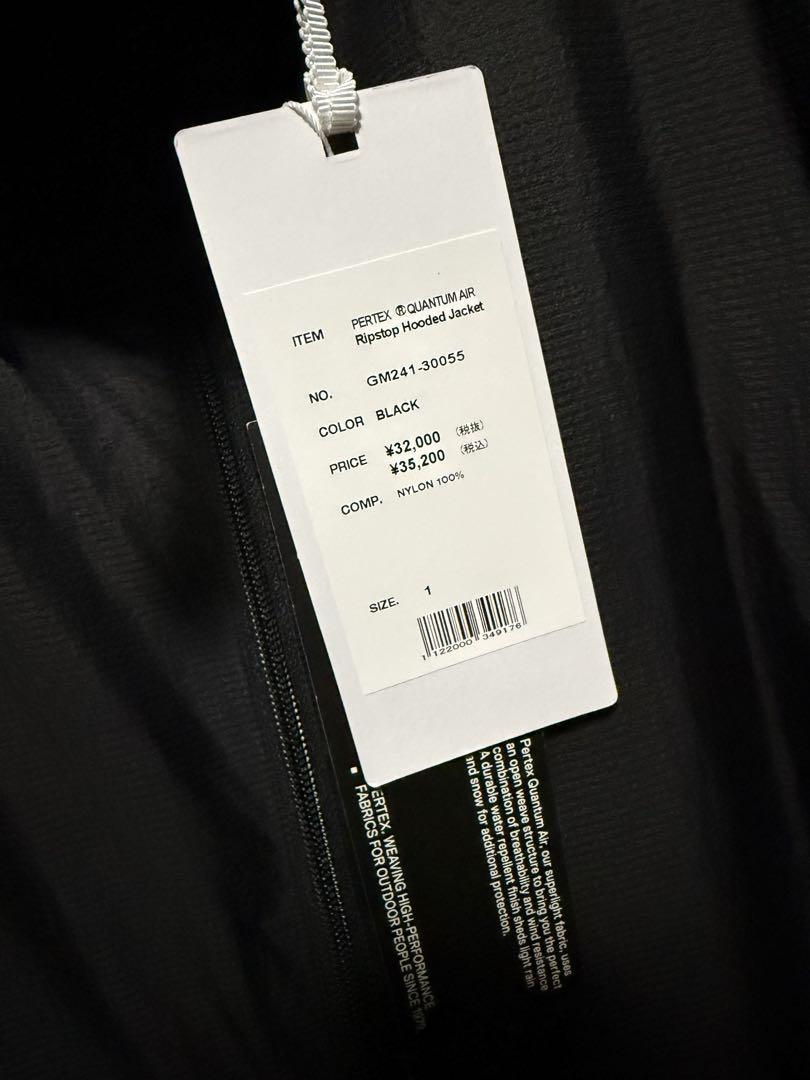 ITEM PERTEX ®QUANTUM AIR
Ripstop Hooded Jacket
NO. GM241-30055
COLOR BLACK
PRICE ¥32,000 (税抜)
¥35,200 (税込)
COMP. NYLON 100%
SIZE. 1
1 122000 349176
Pertex Quantum Air, our superlight fabric, uses
an open weave structure to bring you the perfect
combination of breathability and wind resistance
A durable water repellent finish sheds light rain
and snow for additional protection.
PERTEX. WEAVING HIGH-PERFORMANCE
FABRICS FOR OUTDOOR PEOPLE SINCE 1979